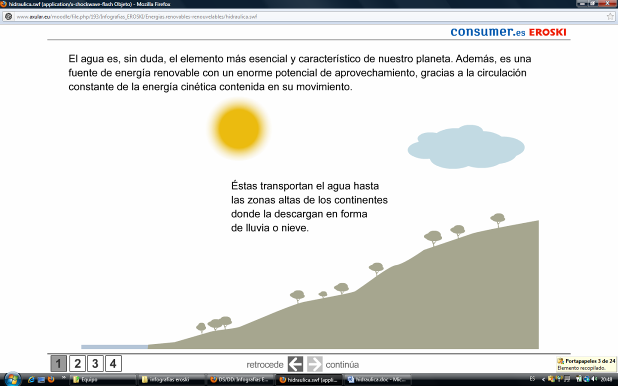 hidraulica.swf (application/x-shockwave-flash Objeto) - Mozilla Firefox
www.axular.eu/moodle/file.php/193/Infografias_EROSKI/Energias-renovables-renouvelables/hidraulica.swf
consumer.es EROSKI
El agua es, sin duda, el elemento más esencial y característico de nuestro planeta. Además, es una
fuente de energía renovable con un enorme potencial de aprovechamiento, gracias a la circulación
constante de la energía cinética contenida en su movimiento.
Éstas transportan el agua hasta
las zonas altas de los continentes
donde la descargan en forma
de lluvia o nieve.
1 2 3 4
retrocede continúa
Portapapeles 3 de 24
Elemento recopilado.
Equipo
infografias eroski
DS/DD: Infografías E...
hidraulica.swf (applic...
hidraulica.doc - Mic...
ES
20:48